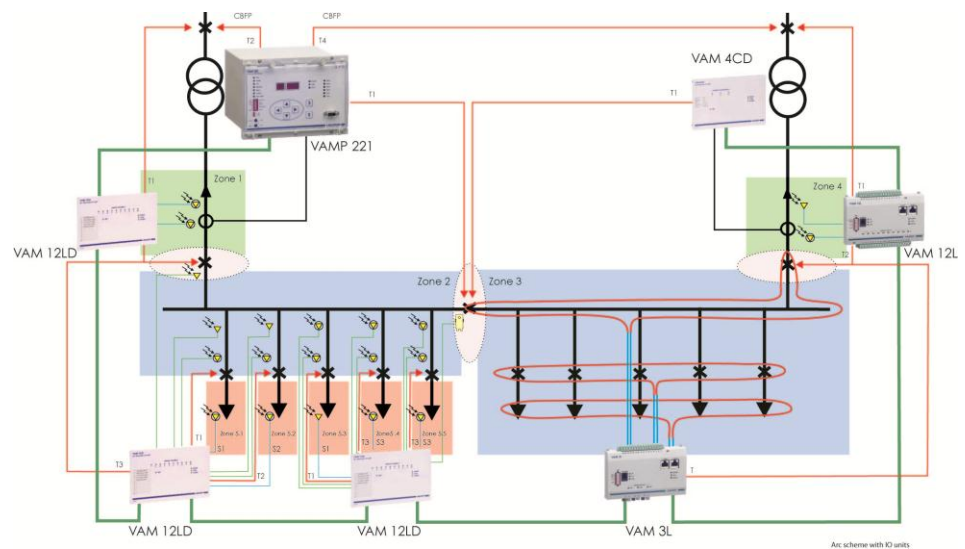 CBFP
CBFP
T2
T4
VAM 4CD
T1
T1
VAMP 221
T1
Zone 1
T1
Zone 4
VAM 12LD
VAM 12L
T2
Zone 2
Zone 3
Zone 5.1
Zone 5.2
Zone 5.3
Zone 5.4
Zone 5.5
T1
S1
S2
S1
T3
S3
T3
S3
T3
T2
T1
T
VAM 12LD
VAM 12LD
VAM 3L
Arc scheme with IO units